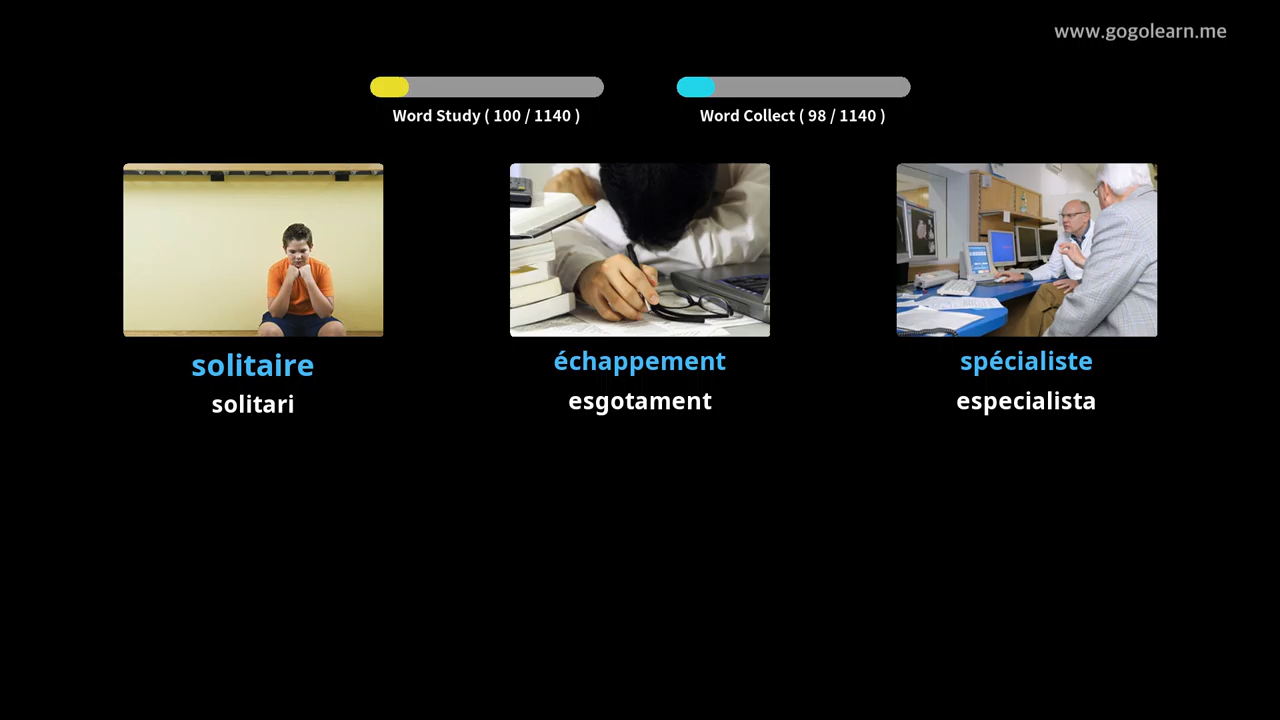 www.gogolearn.me
Word Study ( 100 / 1140 )
Word Collect ( 98 / 1140 )
solitaire
solitari
échappement
esgotament
spécialiste
especialista